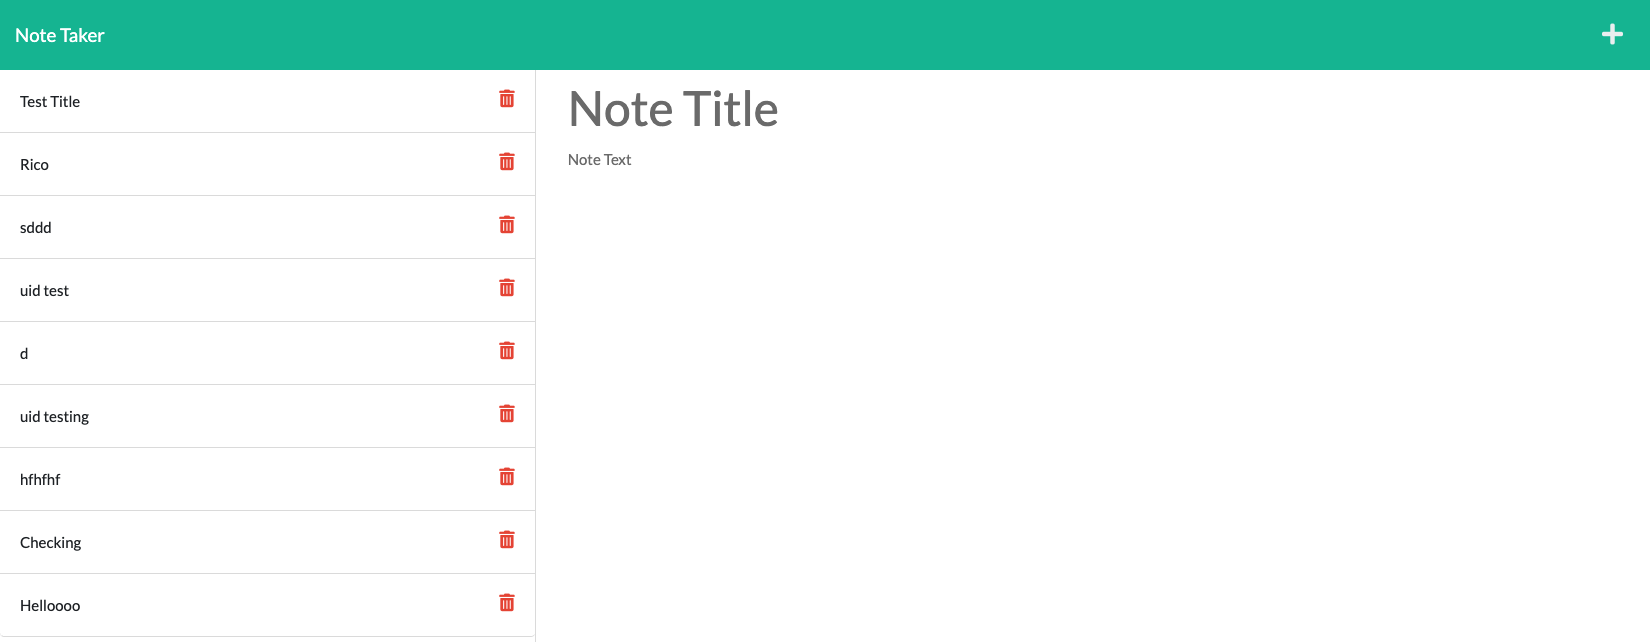 Note Taker
Test Title
Rico
sddd
uid test
d
uid testing
hfhfhf
Checking
Helloooo
Note Title
Note Text